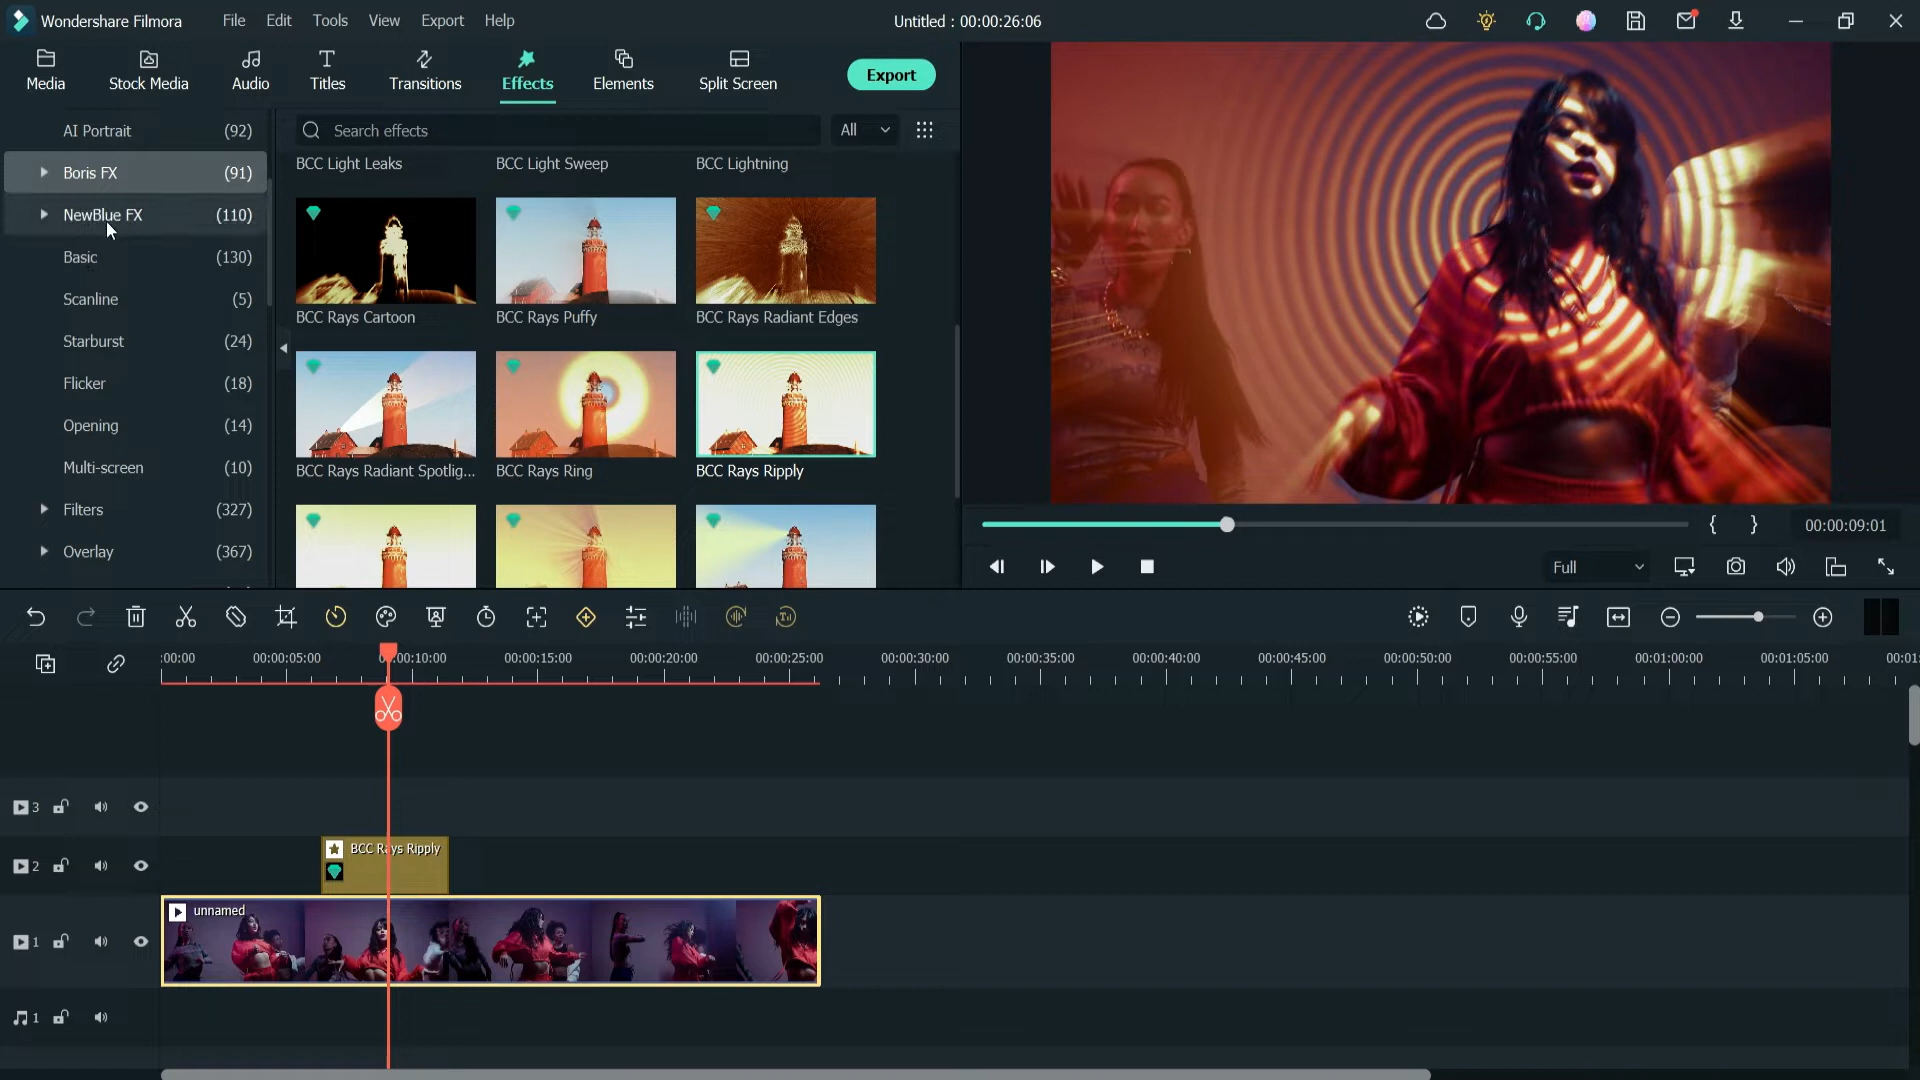 Wondershare Filmora
File Edit Tools View Export Help
Untitled : 00:00:26:06
Media Stock Media Audio Titles Transitions Effects Elements Split Screen
Export
AI Portrait (92)
Boris FX (91)
NewBlue FX (110)
Basic (130)
Scanline (5)
Starburst (24)
Flicker (18)
Opening (14)
Multi-screen (10)
Filters (327)
Overlay (367)
Search effects
All
BCC Light Leaks BCC Light Sweep BCC Lightning
BCC Rays Cartoon BCC Rays Puffy BCC Rays Radiant Edges
BCC Rays Radiant Spotlig... BCC Rays Ring BCC Rays Ripply
00:00:09:01
Full
:00:00 00:00:05:00 00:00:10:00 00:00:15:00 00:00:20:00 00:00:25:00 00:00:30:00 00:00:35:00 00:00:40:00 00:00:45:00 00:00:50:00 00:00:55:00 00:01:00:00 00:01:05:00 00:01:
3
2
BCC Rays Ripply
1
unnamed
1